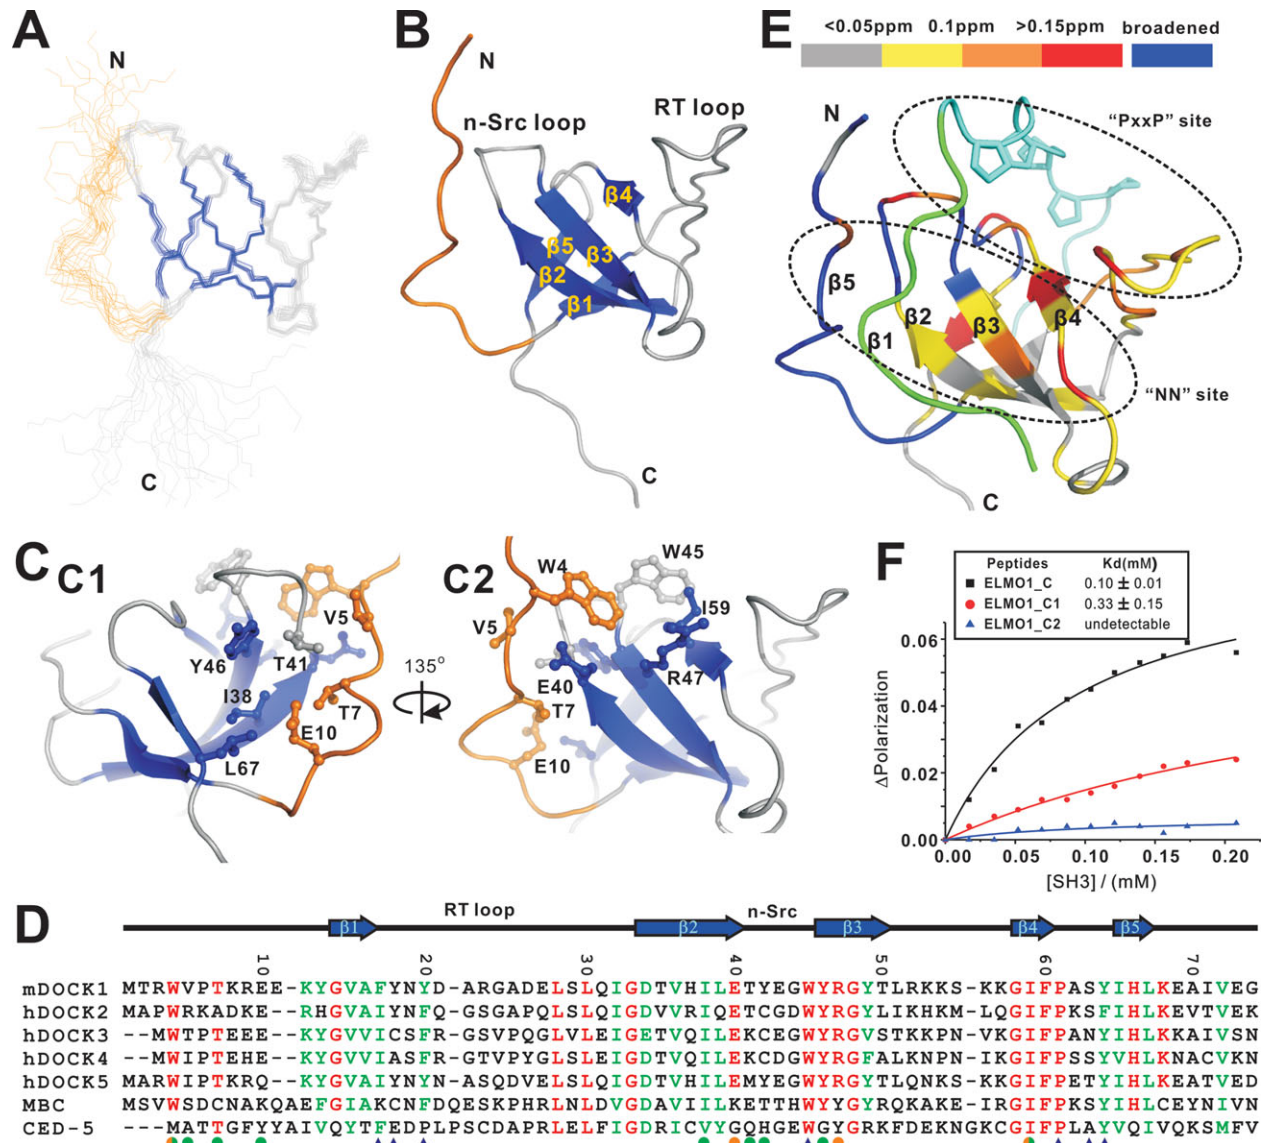 A
N
C
B
N
n-Src loop
RT loop
β4
β5
β3
β2
β1
C
E
<0.05ppm 0.1ppm >0.15ppm broadened
N
"PxxP" site
β5
β2
β3
β4
β1
"NN" site
C
C
C1
V5
Y46
T41
I38
T7
E10
L67
135°
C2
W4
W45
I59
V5
E40
R47
T7
E10
F
Peptides Kd(mM)
ELMO1_C 0.10 ± 0.01
ELMO1_C1 0.33 ± 0.15
ELMO1_C2 undetectable
ΔPolarization
0.06
0.04
0.02
0.00
0.00 0.05 0.10 0.15 0.20
[SH3] / (mM)
D
RT loop n-Src
β1 β2 β3 β4 β5
10 20 30 40 50 60 70
mDOCK1 MTRWVPTKREE-KYGVAFYNYD-ARGADELSLQIGDTVHILETYEGWYRGYTLRKKS-KKGIFPASYIHLKEAIVEG
hDOCK2 MAPWRKADKE-RHGVAIYNFQ-GSGAPQLSLQIGDVVRIQETCGDWYRGYLIKHKM-LQGIFPKSFIHLKEVTVEK
hDOCK3 ---MWTPTEEE-KYGVVICSFR-GSVPQGLVLEIGETVQILEKCEGWYRGVSTKKPN-VKGIFPANYIHLKKAIVSN
hDOCK4 ---MWIPTEHE-KYGVVIASFR-GTVPYGLSLEIGDTVQILEKCDGWYRGFALKNPN-IKGIFPSSYVHLKNACVKN
hDOCK5 MARWIPTKRQ--KYGVAIYNYN-ASQDVELSLQIGDTVHILEMYEGWYRGYTLQNKS-KKGIFPETYIHLKEATVED
MBC MSVWSDCNAKQAEFGIAKCNFDQESKPHRLNLDVGDAVIILKETTHWYYGYRKQAKE-IRGIFPKSYIHLCEYNIVN
CED-5 ---MATTGFYYAIVQYTFEDPLPSCDAPRLELFIGDRICVYGQHGEWGYGKRFDEKNGNCGIFPITSVQIVQKSMFV